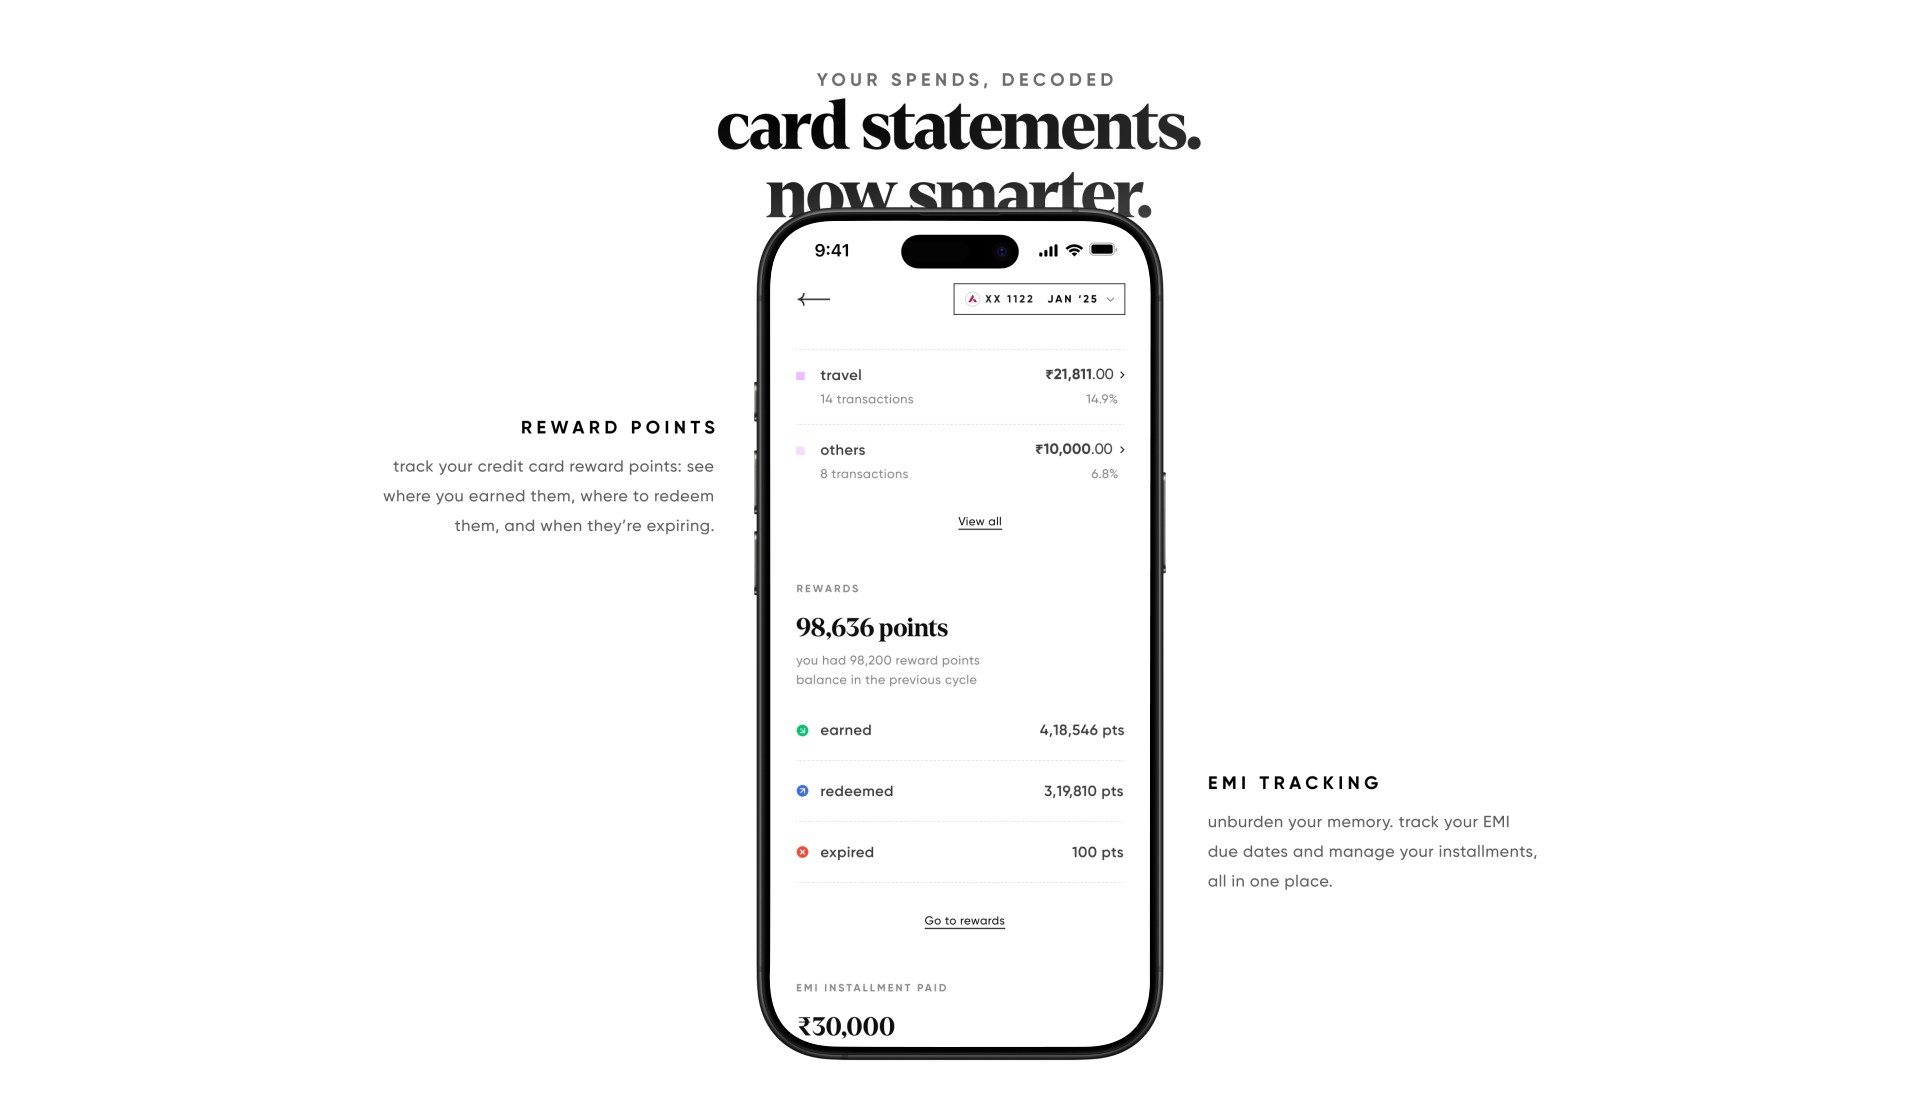 YOUR SPENDS, DECODED
card statements.
now smarter.
9:41
XX 1122 JAN '25
travel ₹21,811.00
14 transactions 14.9%
others ₹10,000.00
8 transactions 6.8%
View all
REWARD POINTS
track your credit card reward points: see
where you earned them, where to redeem
them, and when they’re expiring.
REWARDS
98,636 points
you had 98,200 reward points
balance in the previous cycle
earned 4,18,546 pts
redeemed 3,19,810 pts
expired 100 pts
Go to rewards
EMI INSTALLMENT PAID
₹30,000
EMI TRACKING
unburden your memory. track your EMI
due dates and manage your installments,
all in one place.